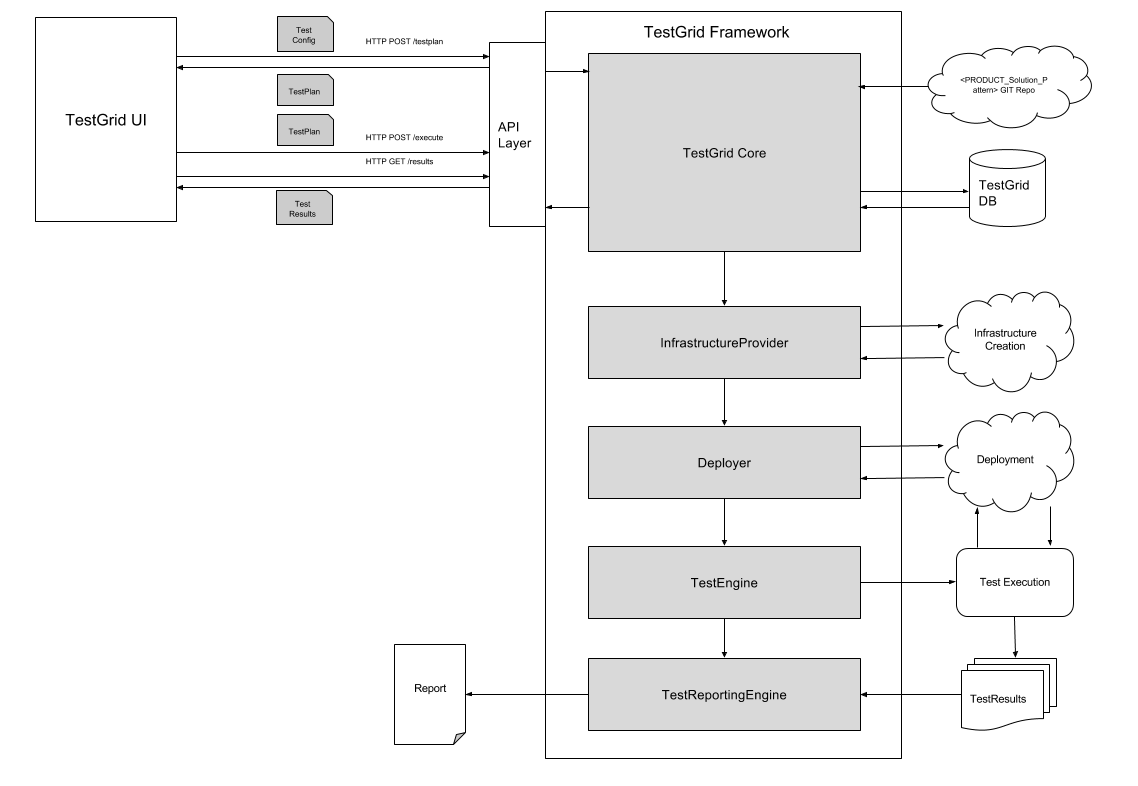 TestGrid Framework
Test
Config
HTTP POST /testplan
TestGrid UI
TestPlan
TestPlan
HTTP POST /execute
HTTP GET /results
Test
Results
API
Layer
TestGrid Core
<PRODUCT_Solution_P
attern> GIT Repo
TestGrid
DB
InfrastructureProvider
Infrastructure
Creation
Deployer
Deployment
TestEngine
Test Execution
Report
TestReportingEngine
TestResults